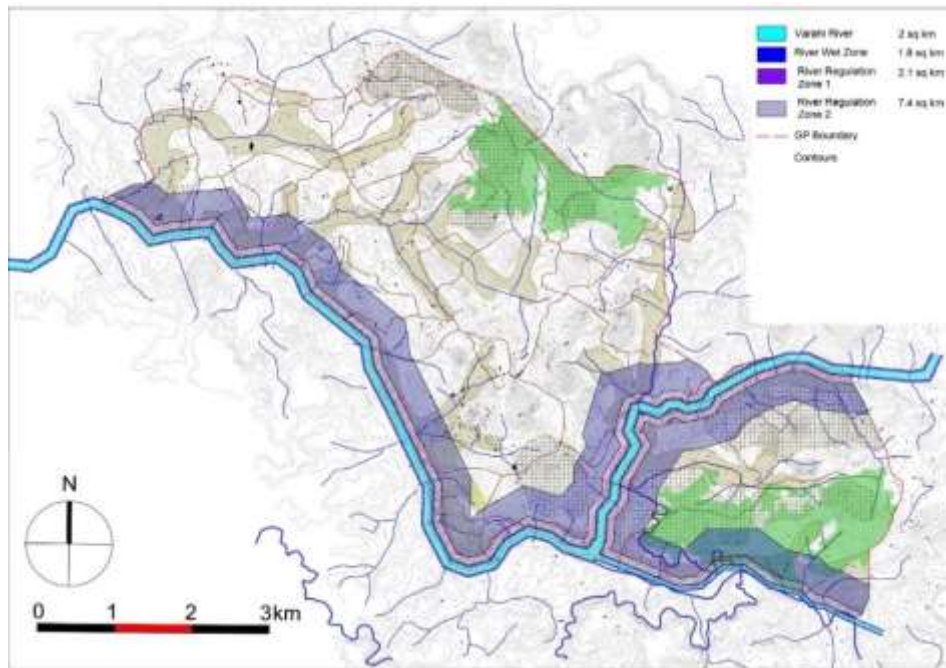 Varahi River 2 sq km
River Wet Zone 1.8 sq km
River Regulation 2.1 sq km
Zone 1
River Regulation 7.4 sq km
Zone 2
GP Boundary
Contours
N
0 1 2 3km